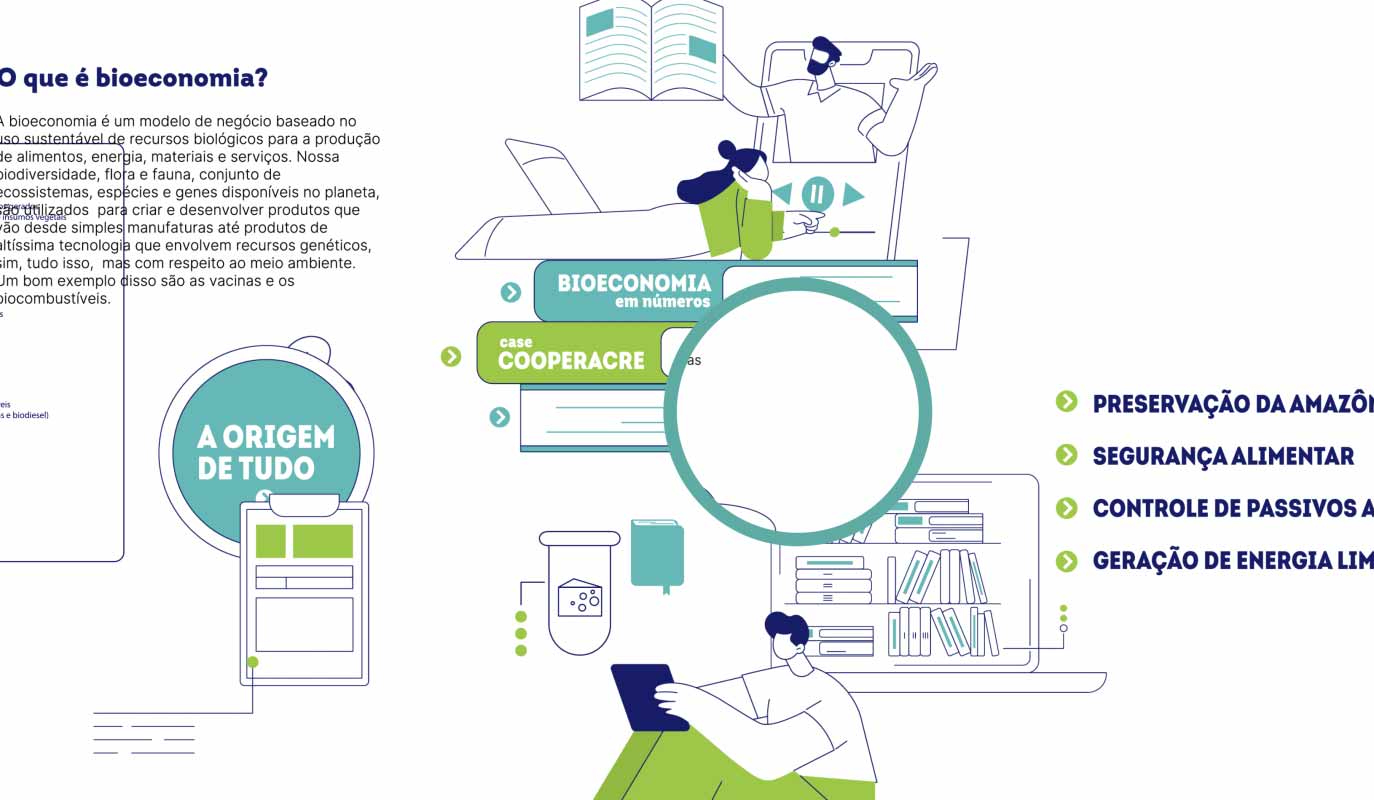 O que é bioeconomia?
A bioeconomia é um modelo de negócio baseado no
uso sustentável de recursos biológicos para a produção
de alimentos, energia, materiais e serviços. Nossa
biodiversidade, flora e fauna, conjunto de
ecossistemas, espécies e genes disponíveis no planeta,
são utilizados para criar e desenvolver produtos que
vão desde simples manufaturas até produtos de
altíssima tecnologia que envolvem recursos genéticos,
sim, tudo isso, mas com respeito ao meio ambiente.
Um bom exemplo disso são as vacinas e os
biocombustíveis.
insumos vegetais
s
eis
s e biodiesel)
A ORIGEM
DE TUDO
BIOECONOMIA
em números
case
COOPERACRE
as
PRESERVAÇÃO DA AMAZÔN
SEGURANÇA ALIMENTAR
CONTROLE DE PASSIVOS A
GERAÇÃO DE ENERGIA LIM